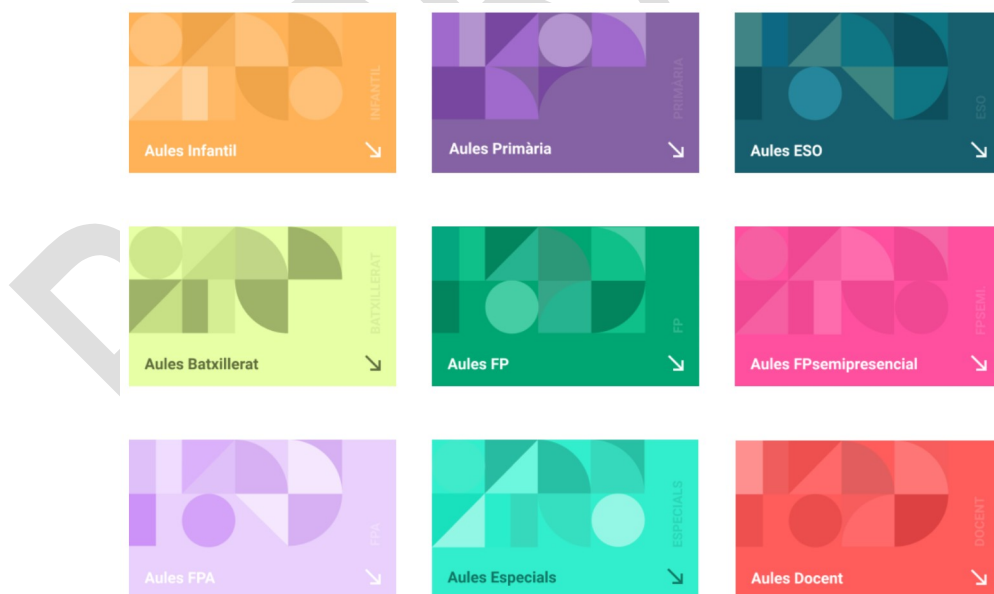 INFANTIL
Aules Infantil
PRIMÀRIA
Aules Primària
ESO
Aules ESO
BATXILLERAT
Aules Batxillerat
FP
Aules FP
FPSEMI
Aules FPsemipresencial
FPA
Aules FPA
ESPECIALS
Aules Especials
DOCENT
Aules Docent